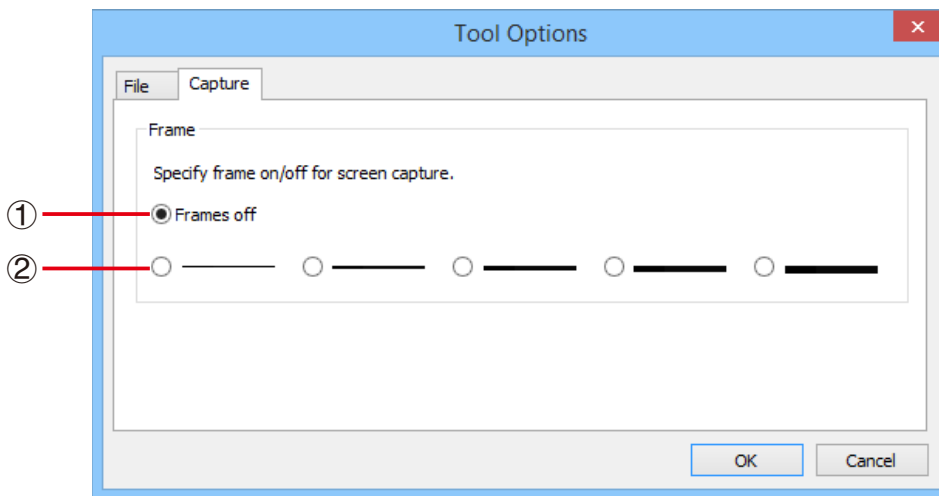 Tool Options
File Capture
Frame
Specify frame on/off for screen capture.
① Frames off
②
OK Cancel